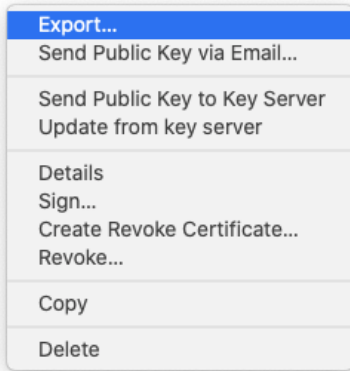 Export...
Send Public Key via Email...
Send Public Key to Key Server
Update from key server
Details
Sign...
Create Revoke Certificate...
Revoke...
Copy
Delete